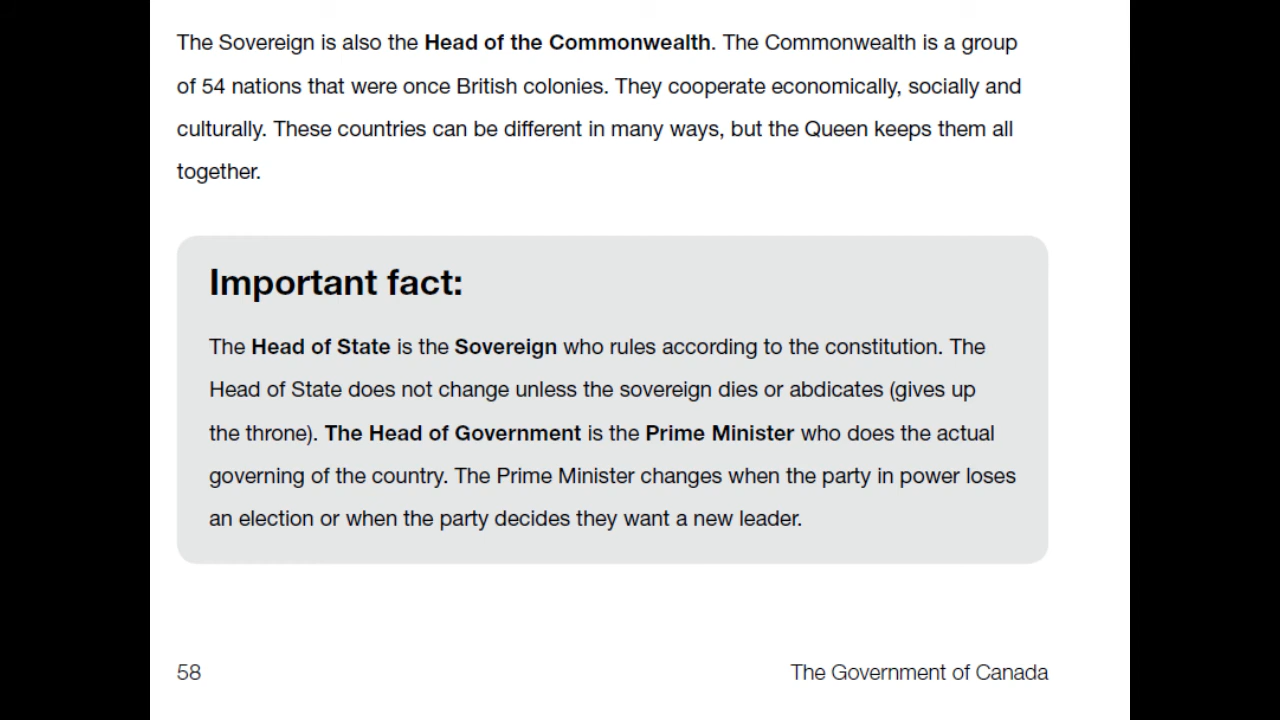 The Sovereign is also the Head of the Commonwealth. The Commonwealth is a group
of 54 nations that were once British colonies. They cooperate economically, socially and
culturally. These countries can be different in many ways, but the Queen keeps them all
together.
Important fact:
The Head of State is the Sovereign who rules according to the constitution. The
Head of State does not change unless the sovereign dies or abdicates (gives up
the throne). The Head of Government is the Prime Minister who does the actual
governing of the country. The Prime Minister changes when the party in power loses
an election or when the party decides they want a new leader.
58 The Government of Canada